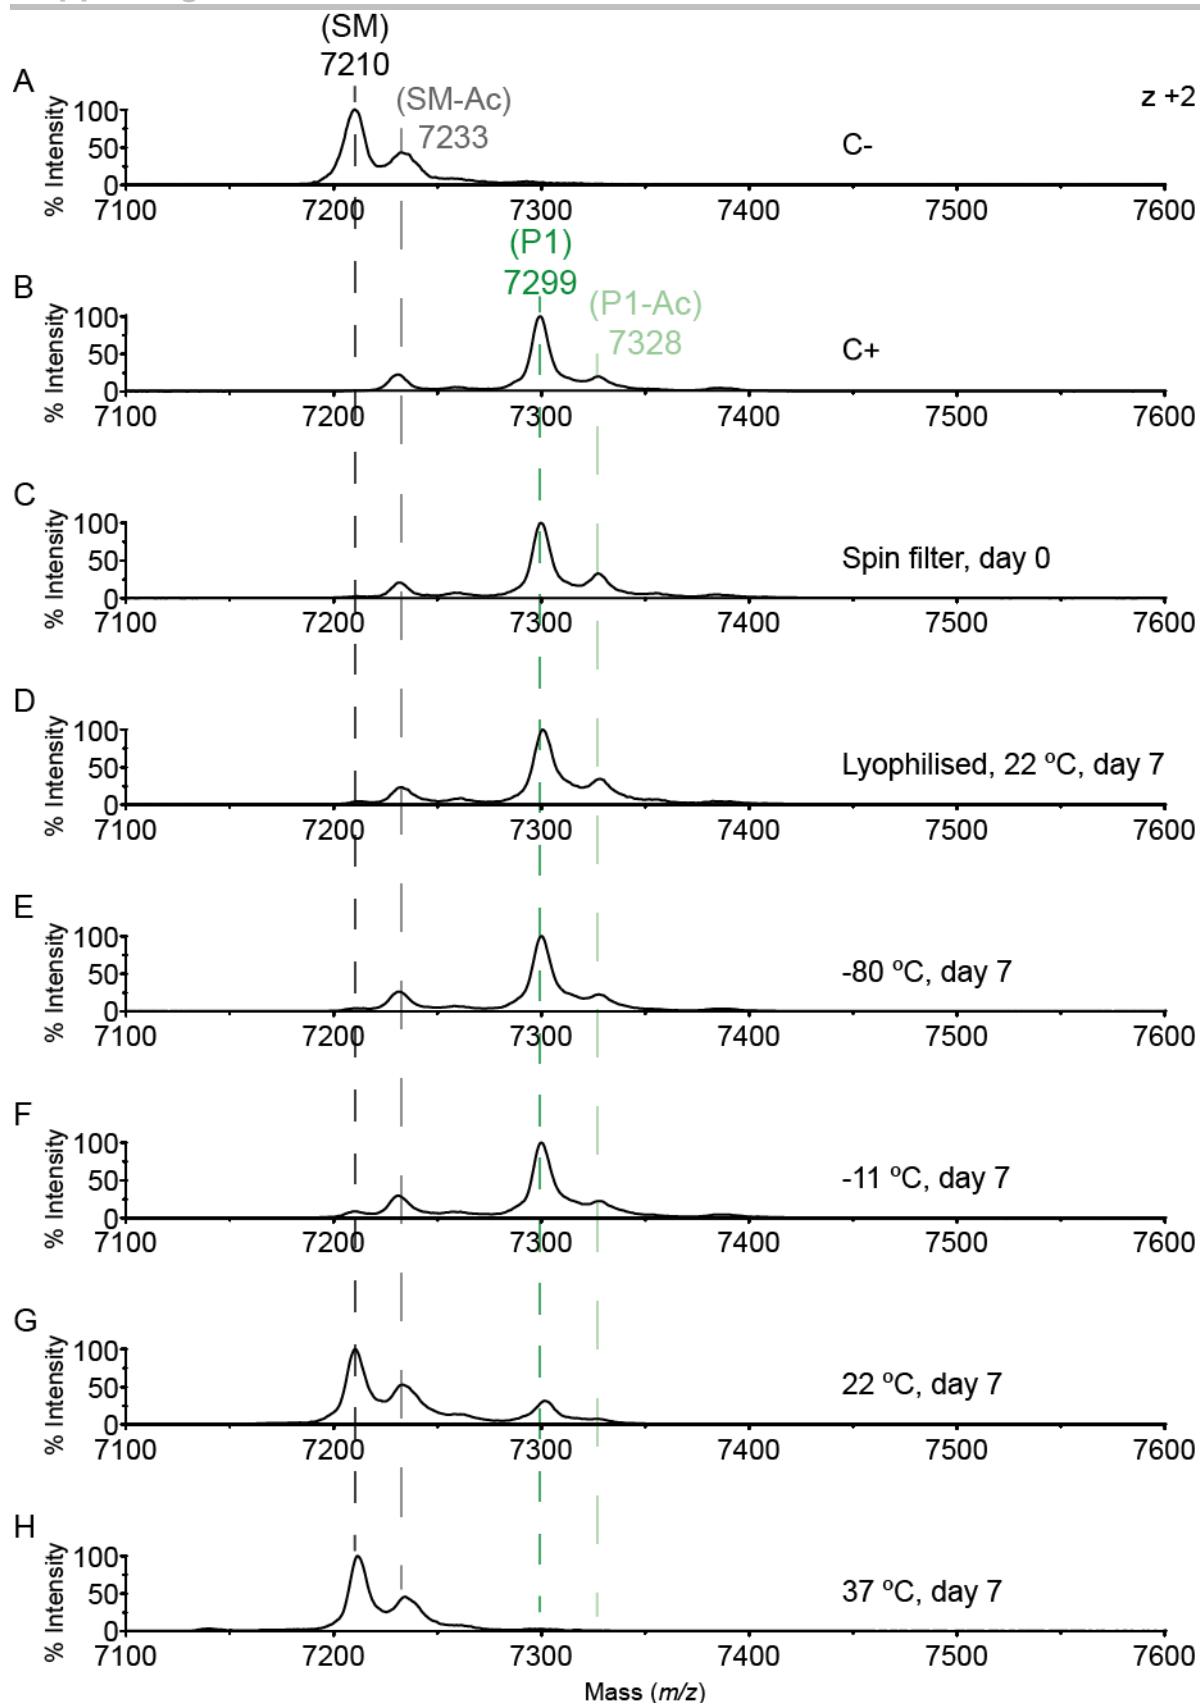 (SM)
7210
A
(SM-Ac)
7233
z +2
C-
% Intensity
100
50
0
7100 7200 7300 7400 7500 7600
(P1)
7299
B
(P1-Ac)
7328
C+
% Intensity
100
50
0
7100 7200 7300 7400 7500 7600
C
Spin filter, day 0
% Intensity
100
50
0
7100 7200 7300 7400 7500 7600
D
Lyophilised, 22 ºC, day 7
% Intensity
100
50
0
7100 7200 7300 7400 7500 7600
E
-80 ºC, day 7
% Intensity
100
50
0
7100 7200 7300 7400 7500 7600
F
-11 ºC, day 7
% Intensity
100
50
0
7100 7200 7300 7400 7500 7600
G
22 ºC, day 7
% Intensity
100
50
0
7100 7200 7300 7400 7500 7600
H
37 ºC, day 7
% Intensity
100
50
0
7100 7200 7300 7400 7500 7600
Mass (m/z)